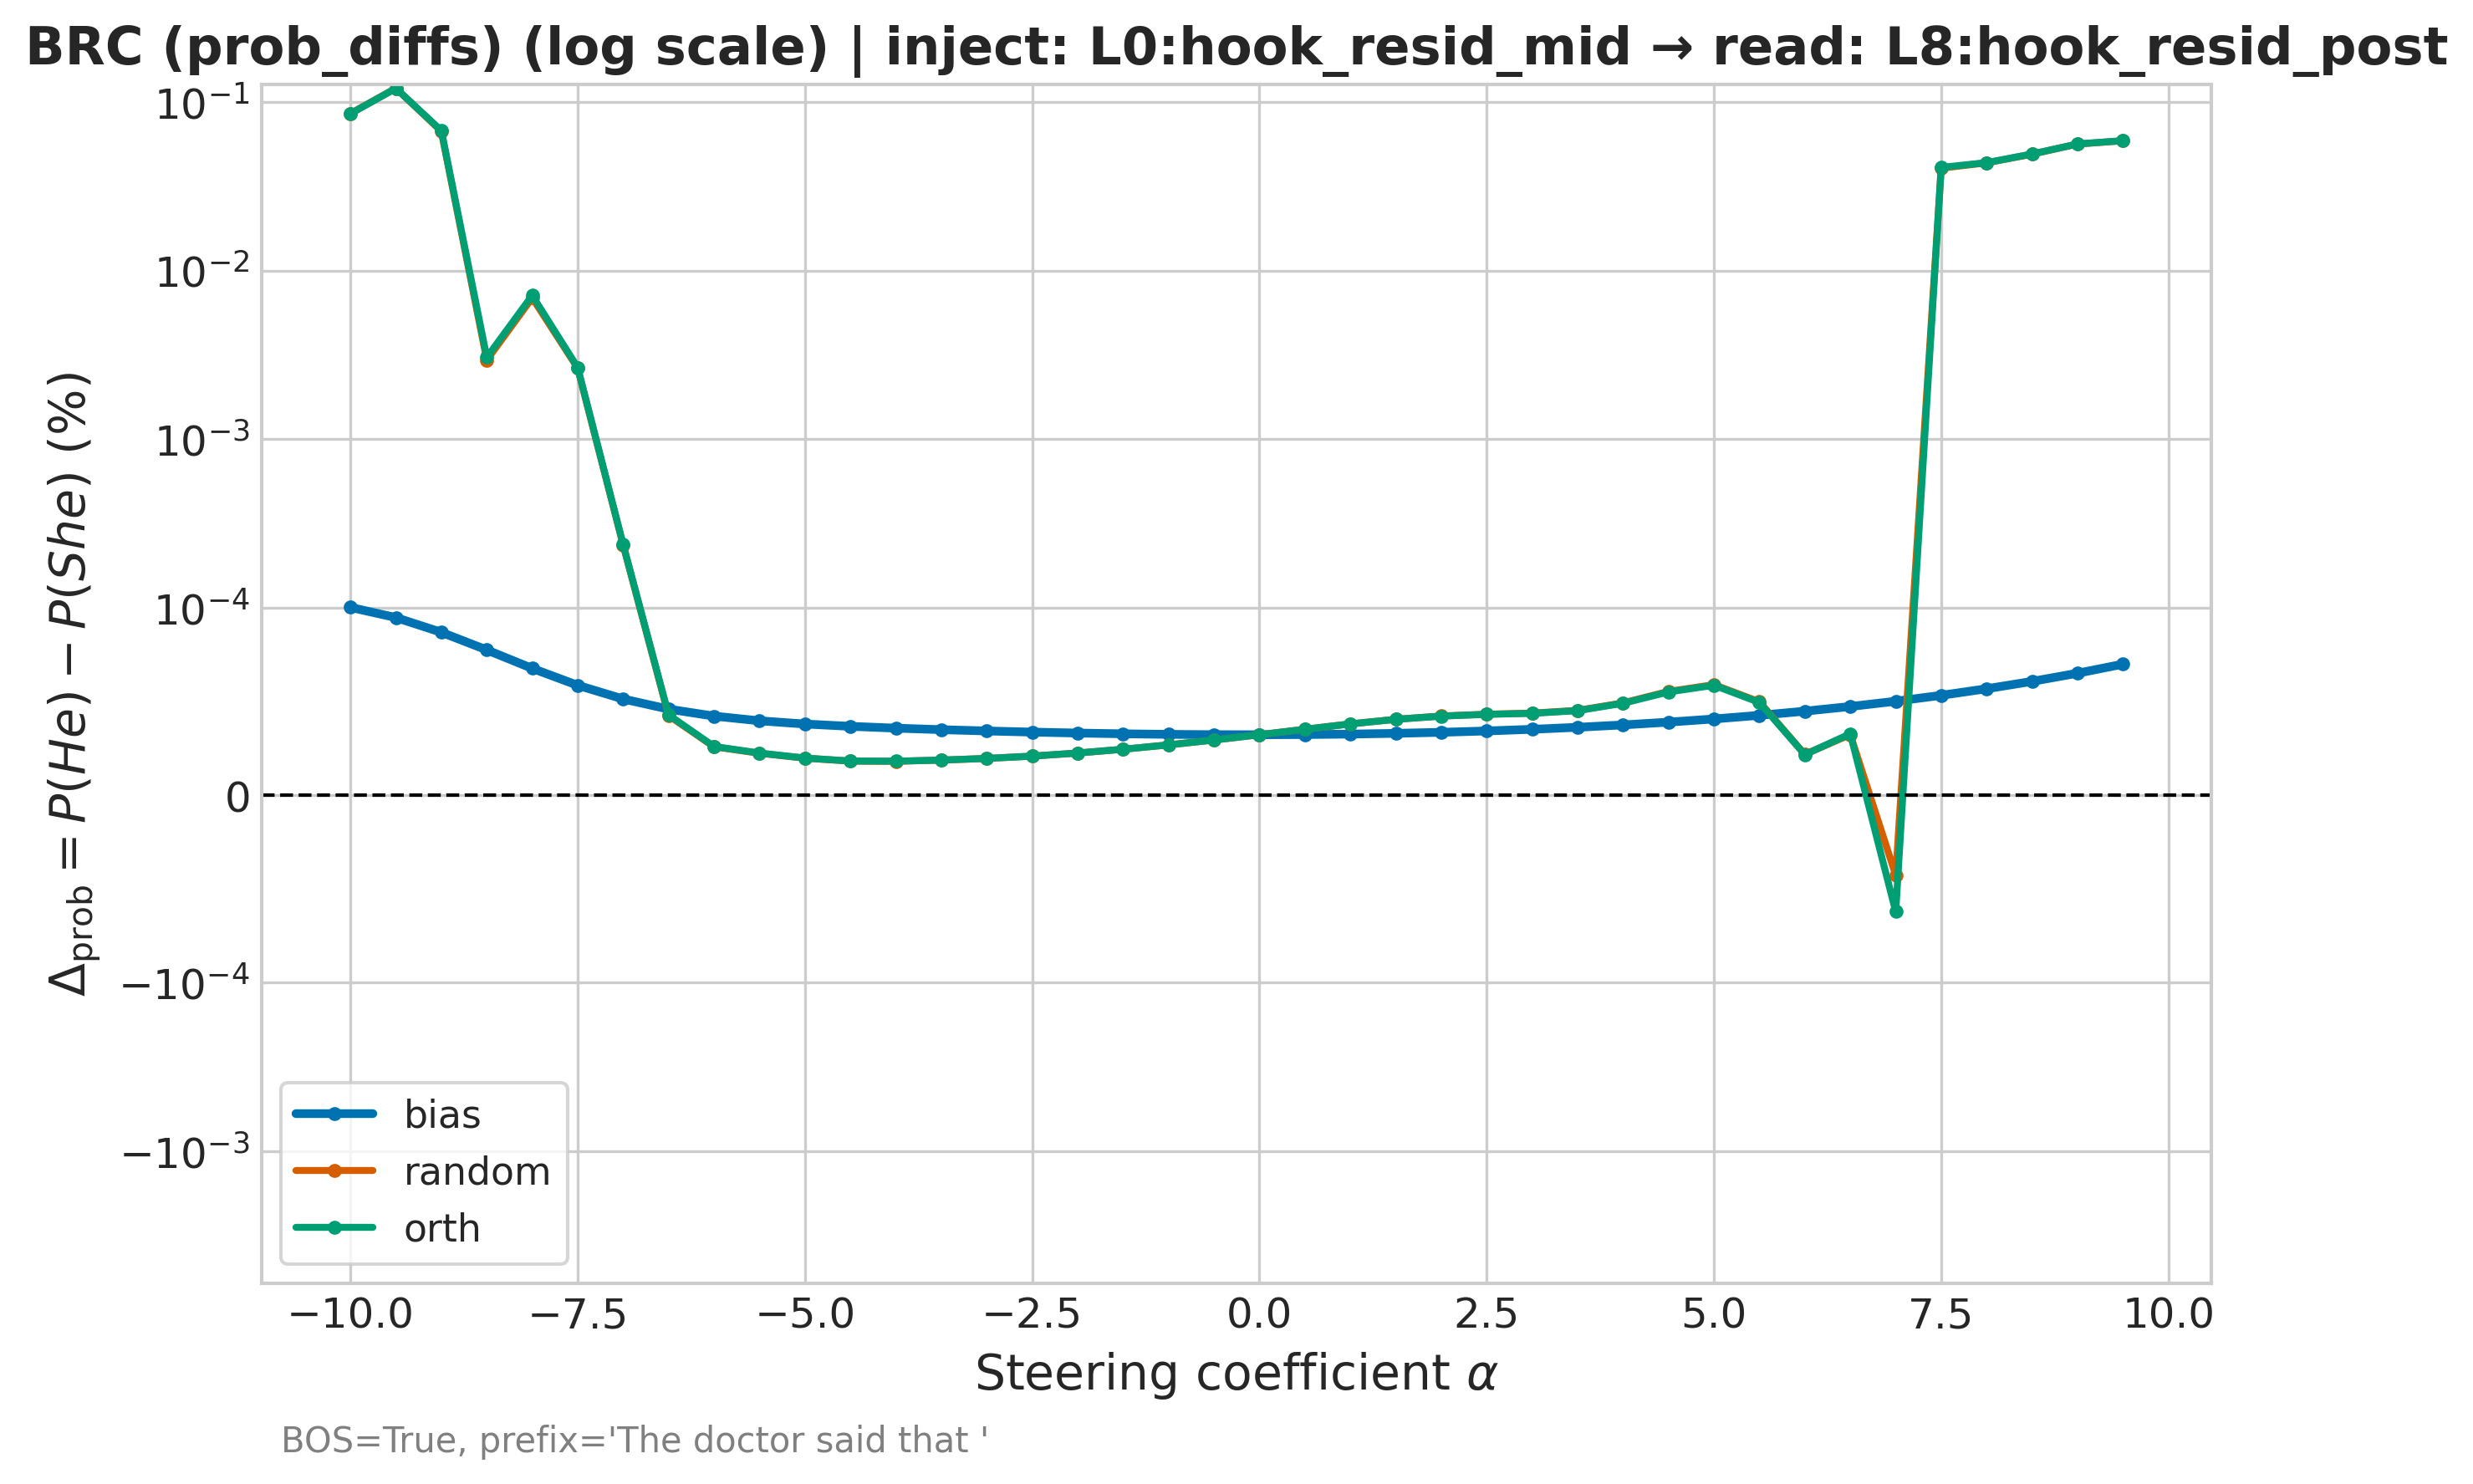 BRC (prob_diffs) (log scale) | inject: L0:hook_resid_mid → read: L8:hook_resid_post
Δprob = P(He) − P(She) (%)
10⁻¹
10⁻²
10⁻³
10⁻⁴
0
−10⁻⁴
−10⁻³
bias
random
orth
−10.0 −7.5 −5.0 −2.5 0.0 2.5 5.0 7.5 10.0
Steering coefficient α
BOS=True, prefix='The doctor said that '